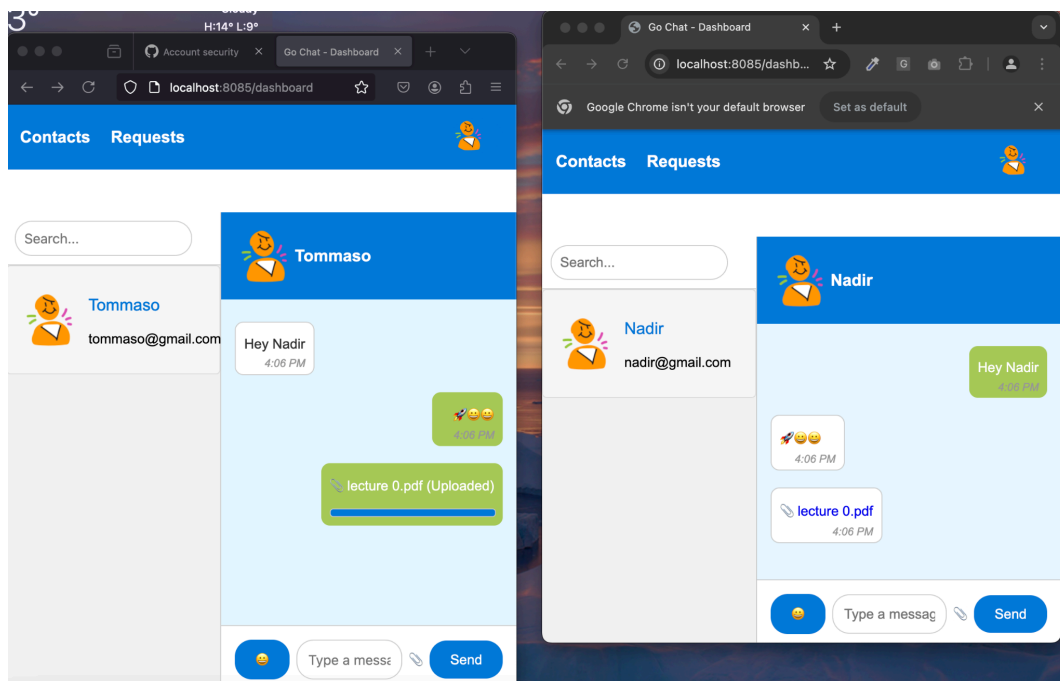 3°
Cloudy
H:14° L:9°
Account security
Go Chat - Dashboard
localhost:8085/dashboard
Contacts Requests
Search...
Tommaso
tommaso@gmail.com
Tommaso
Hey Nadir
4:06 PM
🚀😀😀
4:06 PM
📎 lecture 0.pdf (Uploaded)
😀
Type a messa
📎
Send
Go Chat - Dashboard
localhost:8085/dashb...
G
Google Chrome isn't your default browser
Set as default
Contacts Requests
Search...
Nadir
nadir@gmail.com
Nadir
Hey Nadir
4:06 PM
🚀😀😀
4:06 PM
📎 lecture 0.pdf
4:06 PM
😀
Type a messag
📎
Send